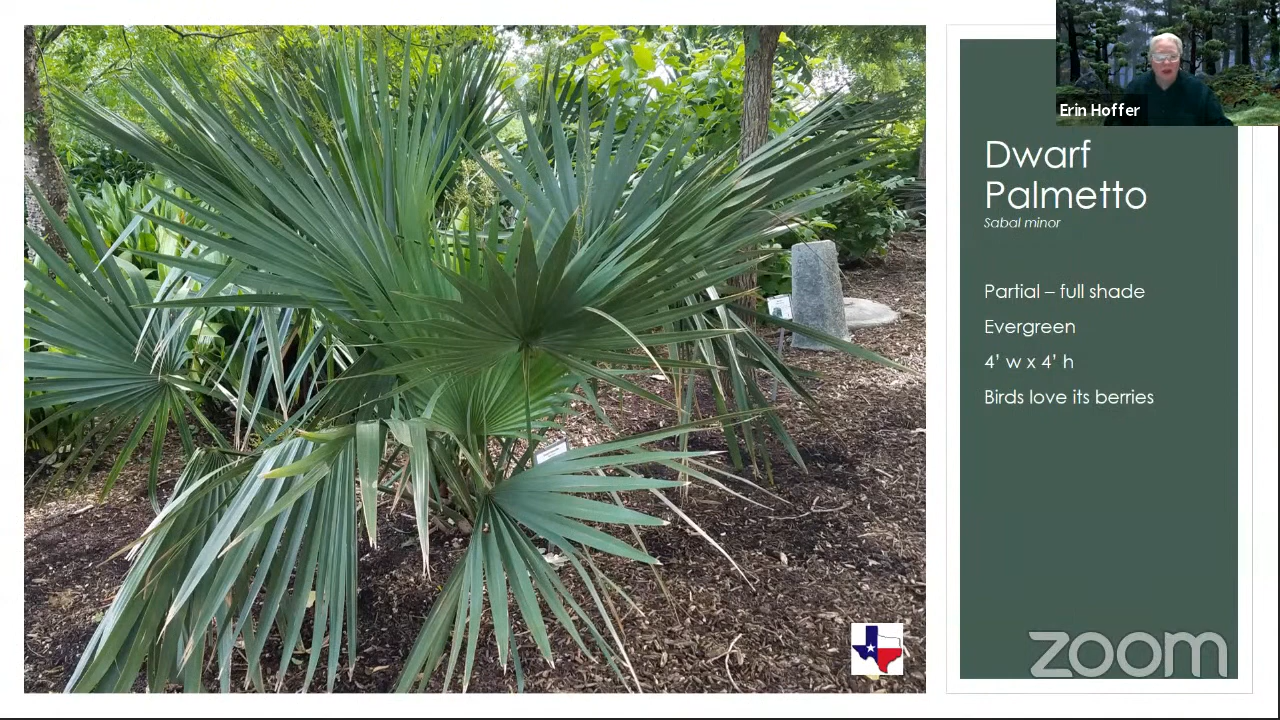 Erin Hoffer
Dwarf
Palmetto
Sabal minor
Partial – full shade
Evergreen
4’ w x 4’ h
Birds love its berries
zoom